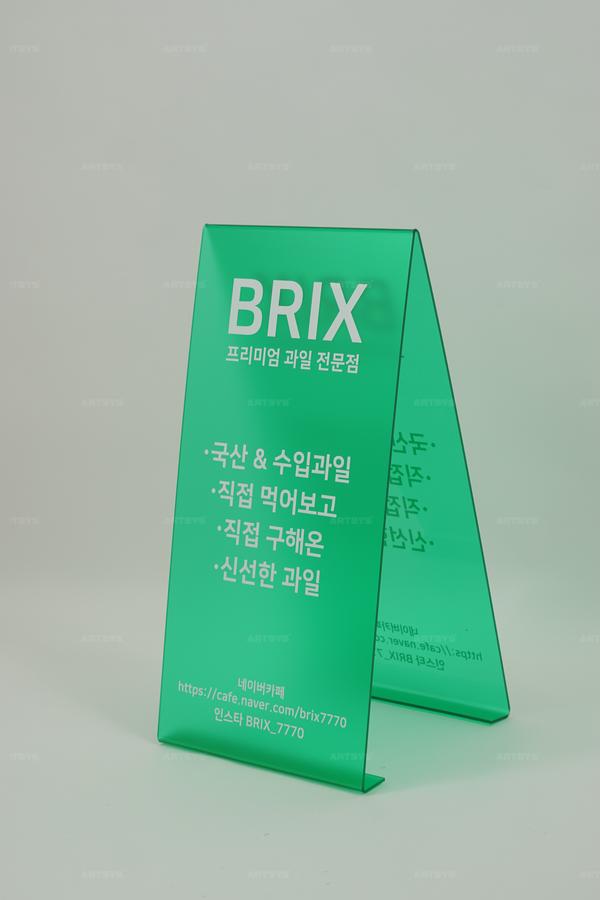 BRIX
프리미엄 과일 전문점
·국산 & 수입과일
·직접 먹어보고
·직접 구해온
·신선한 과일
네이버카페
https://cafe.naver.com/brix7770
인스타 BRIX_7770